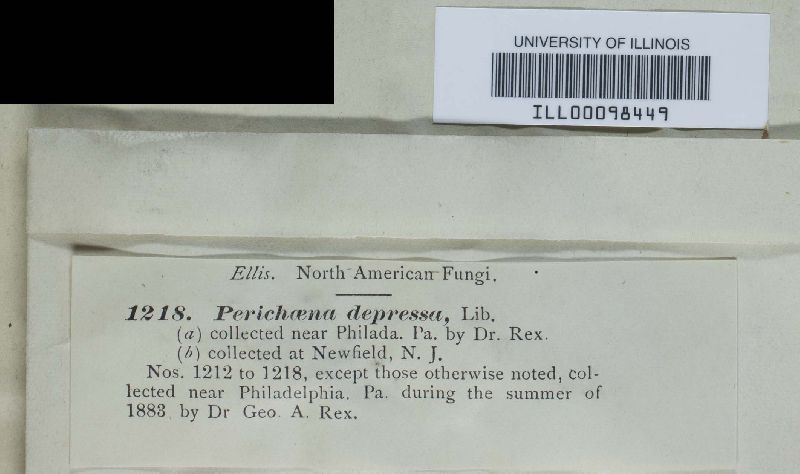 UNIVERSITY OF ILLINOIS
ILL00098449
Ellis. North American Fungi.
1218. Perichæna depressa, Lib.
(a) collected near Philada. Pa. by Dr. Rex.
(b) collected at Newfield, N. J.
Nos. 1212 to 1218, except those otherwise noted, col-
lected near Philadelphia. Pa. during the summer of
1883 by Dr Geo. A. Rex.